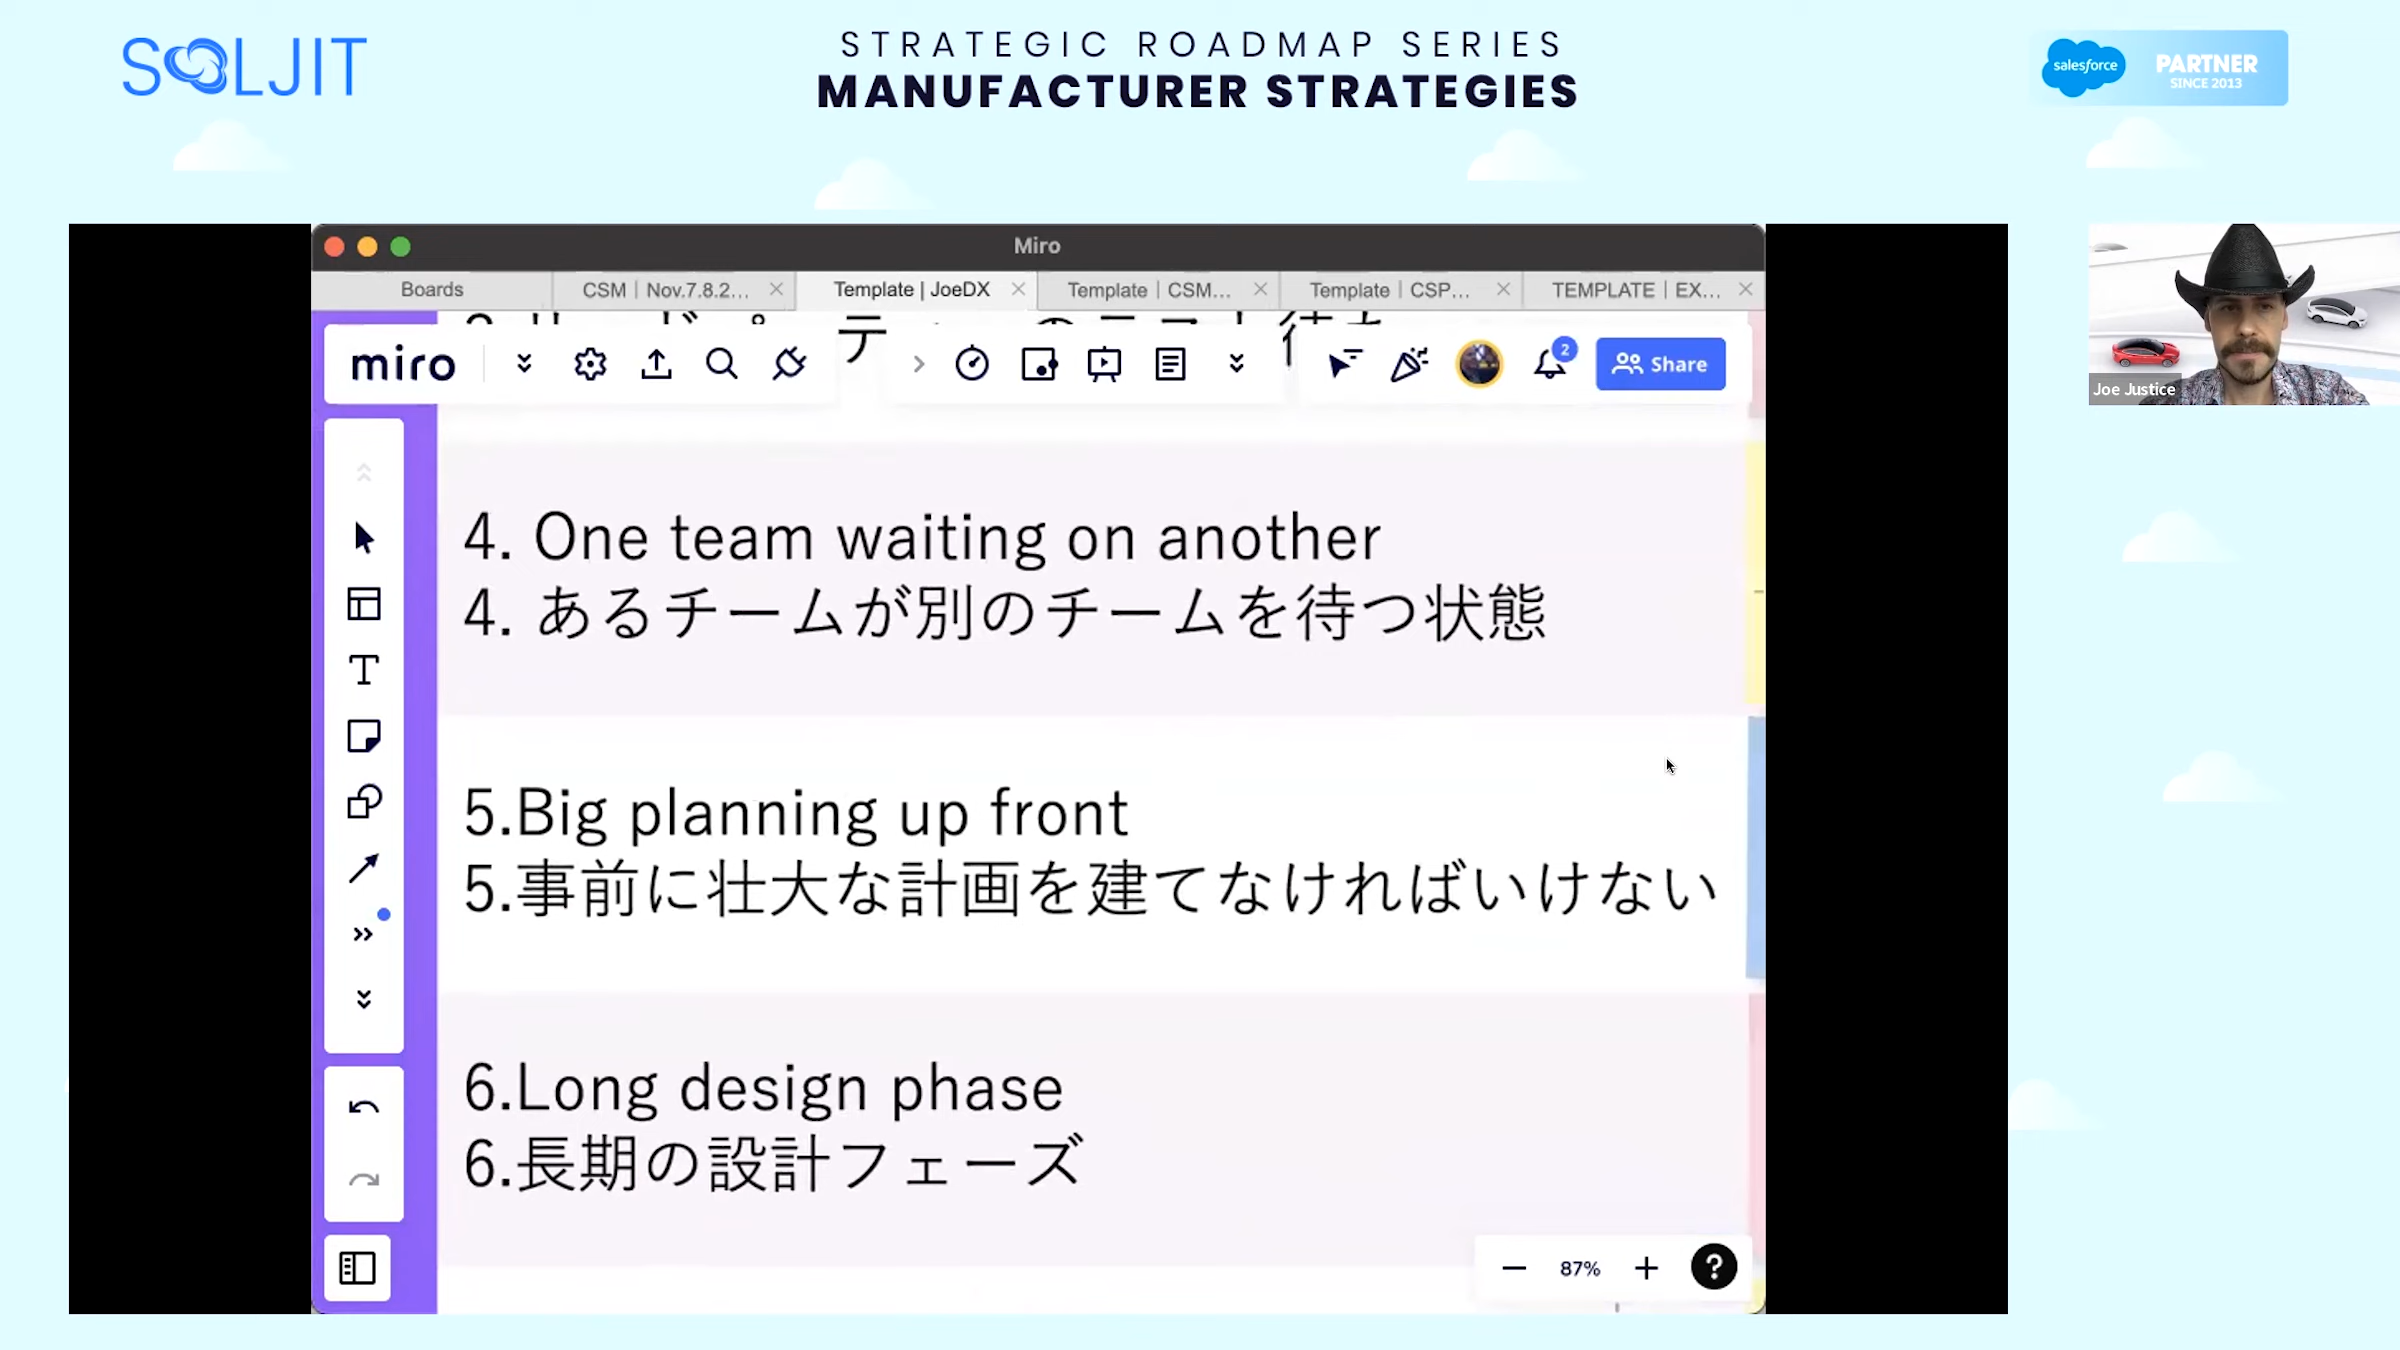 SOLJIT
STRATEGIC ROADMAP SERIES
MANUFACTURER STRATEGIES
salesforce
PARTNER
SINCE 2013
Miro
Boards
CSM | Nov.7.8.2...
Template | JoeDX
Template | CSM...
Template | CSP...
TEMPLATE | EX...
miro
2
Share
Joe Justice
4. One team waiting on another
4. あるチームが別のチームを待つ状態
5.Big planning up front
5.事前に壮大な計画を建てなければいけない
6.Long design phase
6.長期の設計フェーズ
87%